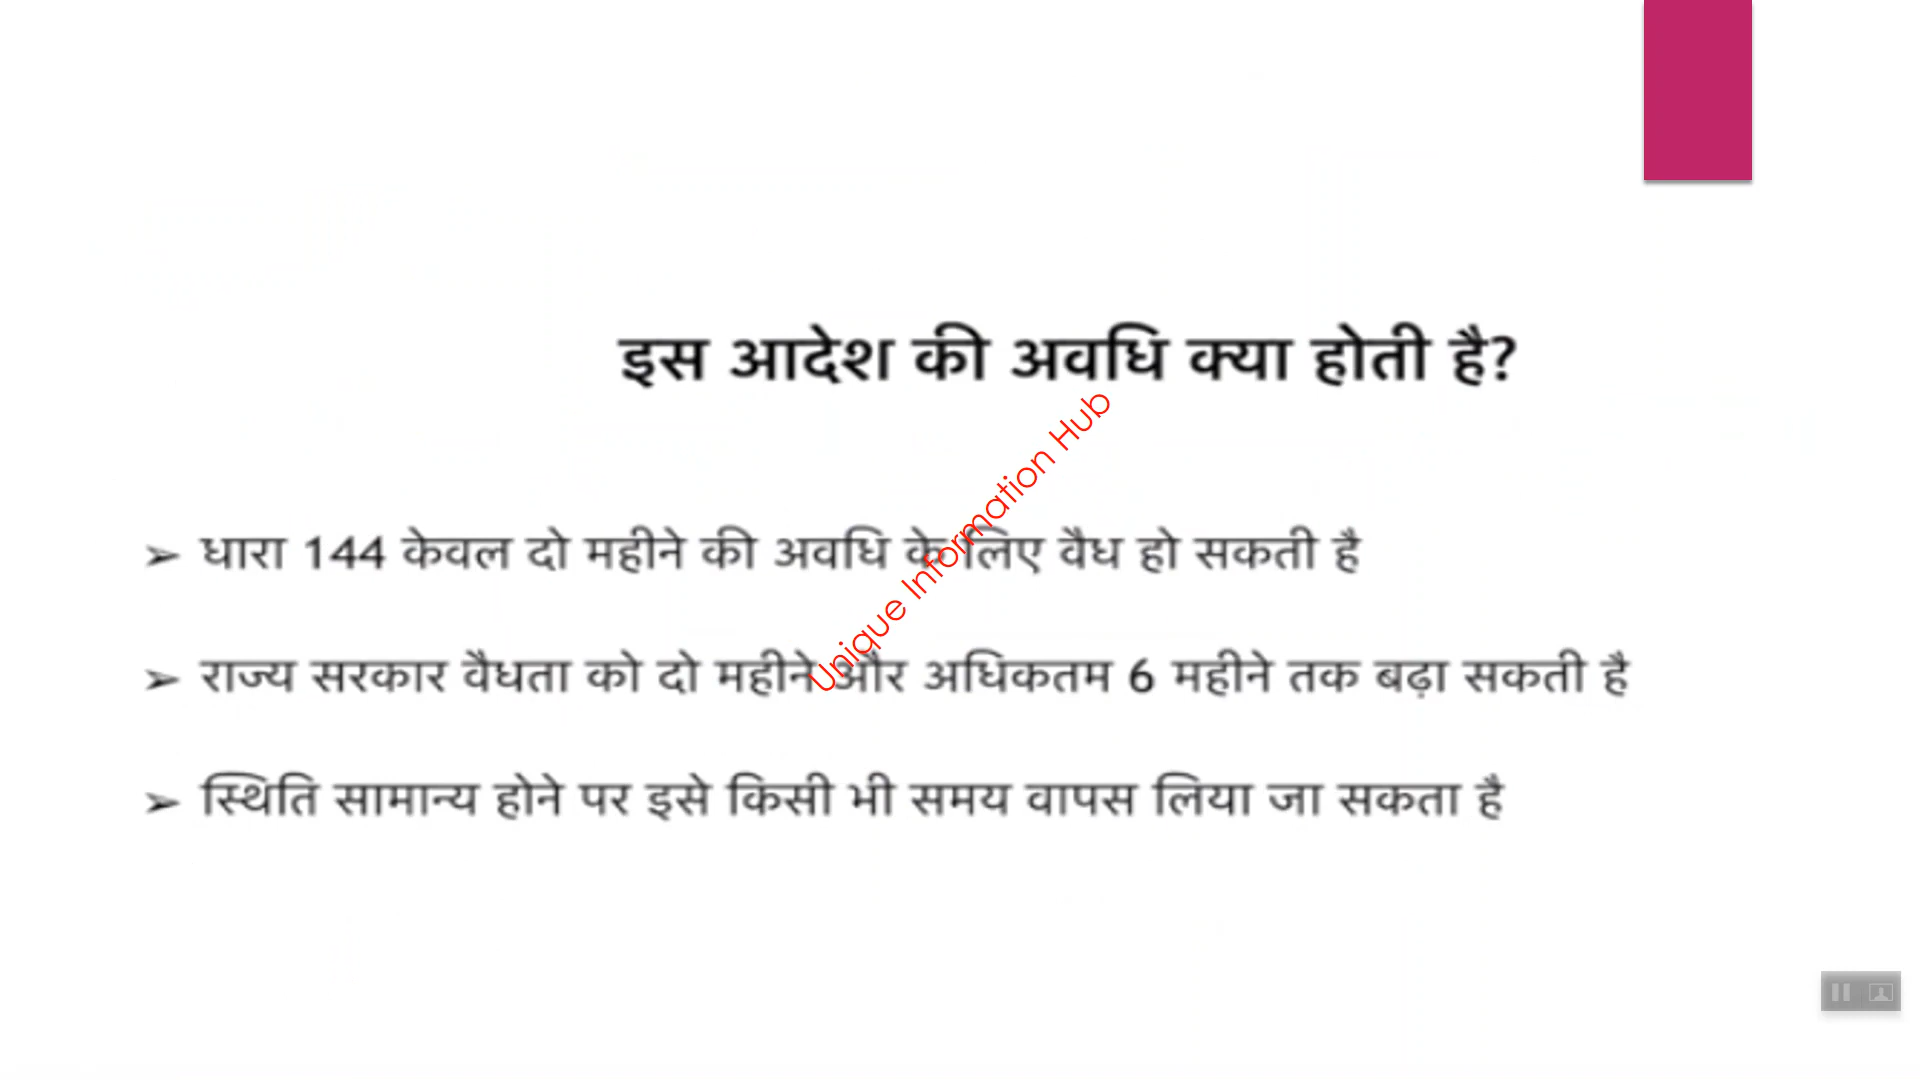 इस आदेश की अवधि क्या होती है?
➢ धारा 144 केवल दो महीने की अवधि के लिए वैध हो सकती है
➢ राज्य सरकार वैधता को दो महीने और अधिकतम 6 महीने तक बढ़ा सकती है
➢ स्थिति सामान्य होने पर इसे किसी भी समय वापस लिया जा सकता है
Unique Information Hub